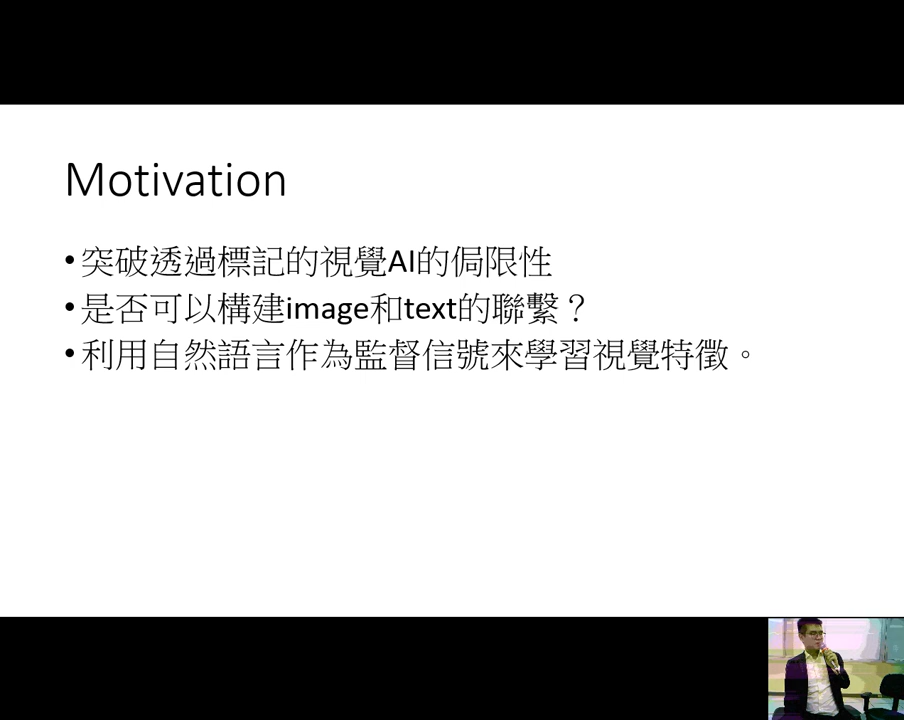 Motivation
•突破透過標記的視覺AI的侷限性
•是否可以構建image和text的聯繫？
•利用自然語言作為監督信號來學習視覺特徵。